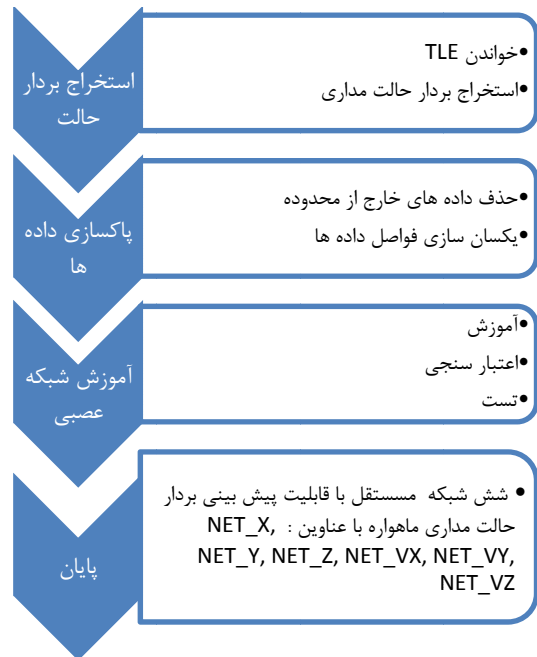 استخراج بردار
حالت
•خواندن TLE
•استخراج بردار حالت مداری
پاکسازی داده
ها
•حذف داده های خارج از محدوده
•یکسان سازی فواصل داده ها
آموزش شبکه
عصبی
•آموزش
•اعتبار سنجی
•تست
پایان
• شش شبکه مسستقل با قابلیت پیش بینی بردار
حالت مداری ماهواره با عناوین : NET_X,
NET_Y, NET_Z, NET_VX, NET_VY,
NET_VZ